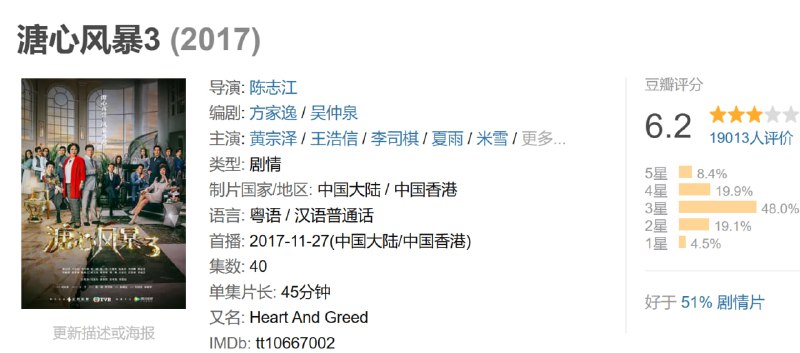 溏心风暴3 (2017)
导演: 陈志江
编剧: 方家逸 / 吴仲泉
主演: 黄宗泽 / 王浩信 / 李司棋 / 夏雨 / 米雪 / 更多...
类型: 剧情
制片国家/地区: 中国大陆 / 中国香港
语言: 粤语 / 汉语普通话
首播: 2017-11-27(中国大陆/中国香港)
集数: 40
单集片长: 45分钟
又名: Heart And Greed
IMDb: tt10667002
溏心风暴3
TVB
更新描述或海报
豆瓣评分
6.2
19013人评价
5星 8.4%
4星 19.9%
3星 48.0%
2星 19.1%
1星 4.5%
好于 51% 剧情片